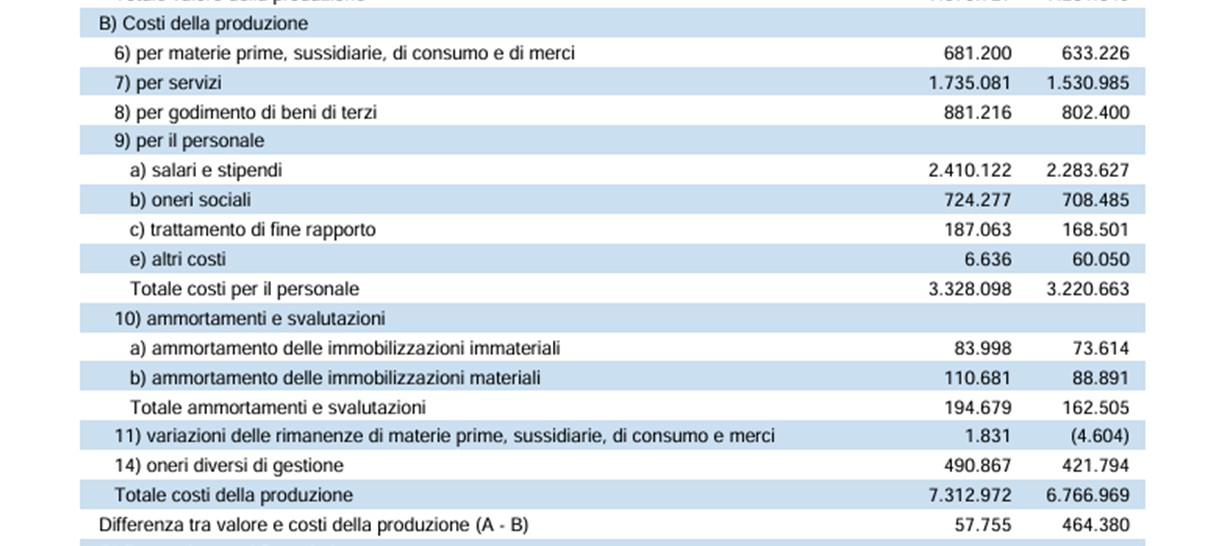 B) Costi della produzione
6) per materie prime, sussidiarie, di consumo e di merci 681.200 633.226
7) per servizi 1.735.081 1.530.985
8) per godimento di beni di terzi 881.216 802.400
9) per il personale
a) salari e stipendi 2.410.122 2.283.627
b) oneri sociali 724.277 708.485
c) trattamento di fine rapporto 187.063 168.501
e) altri costi 6.636 60.050
Totale costi per il personale 3.328.098 3.220.663
10) ammortamenti e svalutazioni
a) ammortamento delle immobilizzazioni immateriali 83.998 73.614
b) ammortamento delle immobilizzazioni materiali 110.681 88.891
Totale ammortamenti e svalutazioni 194.679 162.505
11) variazioni delle rimanenze di materie prime, sussidiarie, di consumo e merci 1.831 (4.604)
14) oneri diversi di gestione 490.867 421.794
Totale costi della produzione 7.312.972 6.766.969
Differenza tra valore e costi della produzione (A - B) 57.755 464.380